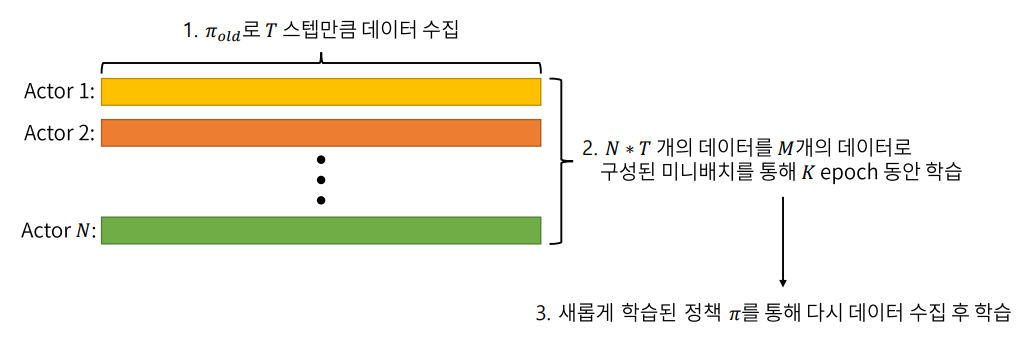 1. π_old로 T 스텝만큼 데이터 수집
Actor 1:
Actor 2:
Actor N:
2. N ∗ T 개의 데이터를 M개의 데이터로
구성된 미니배치를 통해 K epoch 동안 학습
3. 새롭게 학습된 정책 π를 통해 다시 데이터 수집 후 학습